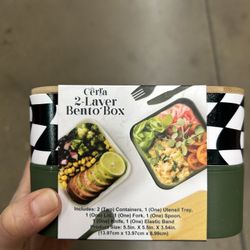 Cerra
2-Layer
Bento Box
Includes: 2 (Two) Containers, 1 (One) Utensil Tray,
1 (One) Lid, 1 (One) Fork, 1 (One) Spoon,
1 (One) Knife, 1 (One) Elastic Band
Product Size: 5.5in. X 5.5in. X 3.54in.
(13.97cm x 13.97cm x 8.99cm)